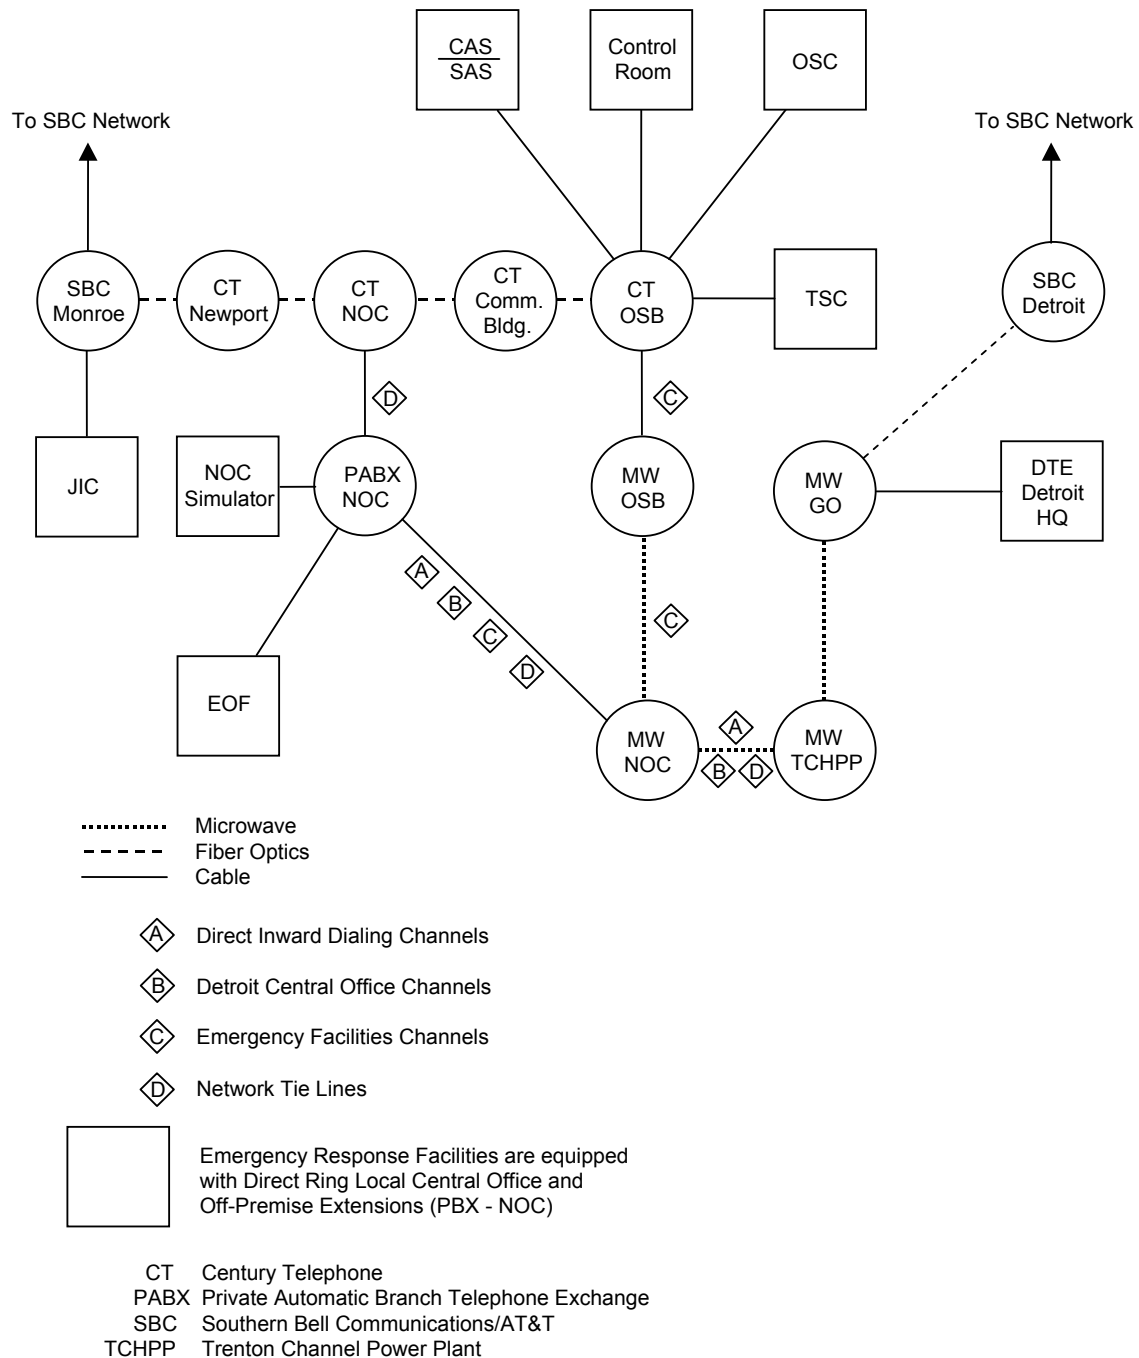 CAS
SAS
Control
Room
OSC
To SBC Network
To SBC Network
SBC
Monroe
CT
Newport
CT
NOC
CT
Comm.
Bldg.
CT
OSB
TSC
SBC
Detroit
D
C
JIC
NOC
Simulator
PABX
NOC
MW
OSB
MW
GO
DTE
Detroit
HQ
A
B
C
D
C
EOF
MW
NOC
A
B
D
MW
TCHPP
Microwave
Fiber Optics
Cable
A Direct Inward Dialing Channels
B Detroit Central Office Channels
C Emergency Facilities Channels
D Network Tie Lines
Emergency Response Facilities are equipped
with Direct Ring Local Central Office and
Off-Premise Extensions (PBX - NOC)
CT Century Telephone
PABX Private Automatic Branch Telephone Exchange
SBC Southern Bell Communications/AT&T
TCHPP Trenton Channel Power Plant